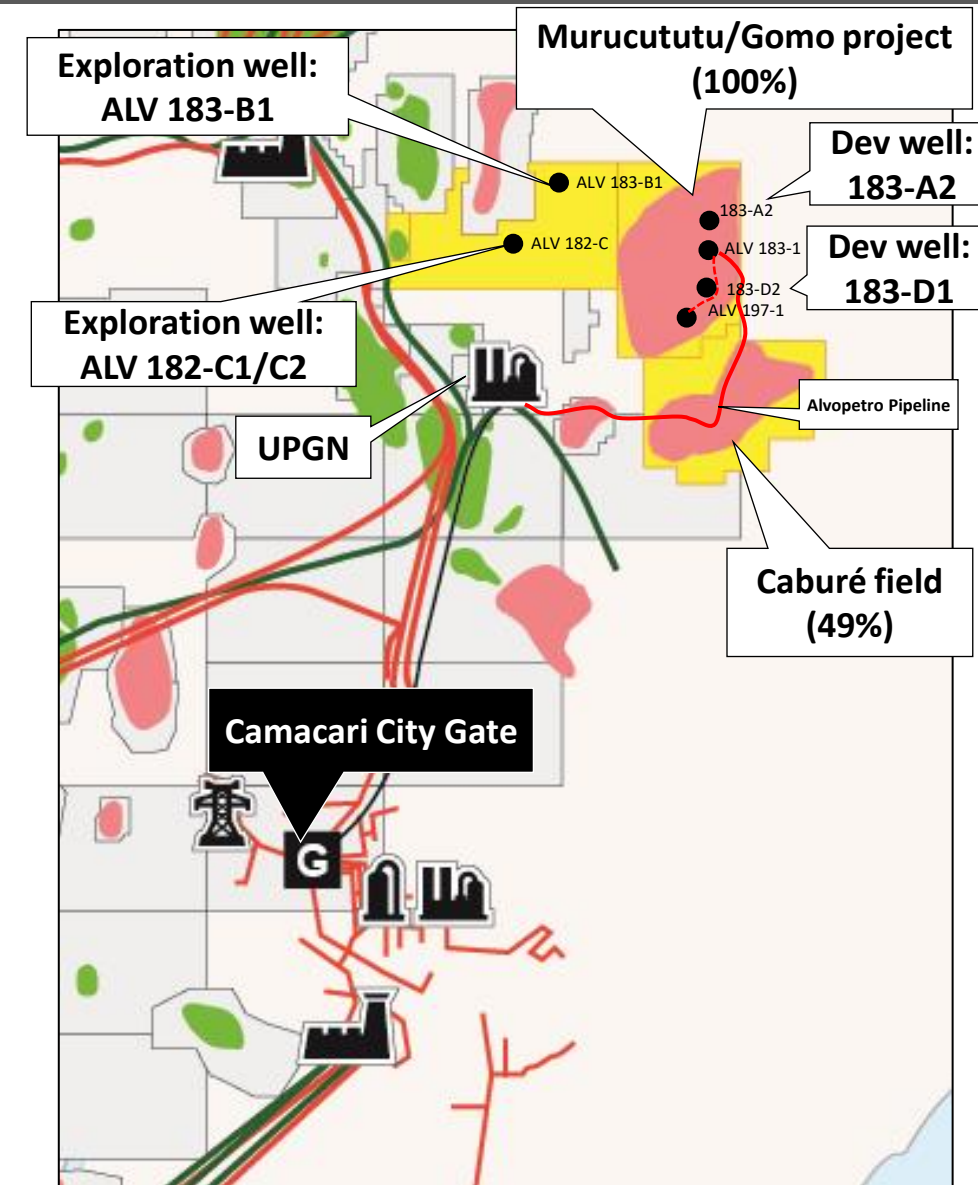 Murucututu/Gomo project
(100%)
Exploration well:
ALV 183-B1
Dev well:
183-A2
ALV 183-B1
183-A2
ALV 182-C
ALV 183-1
Dev well:
183-D1
183-D2
ALV 197-1
Exploration well:
ALV 182-C1/C2
Alvopetro Pipeline
UPGN
Caburé field
(49%)
Camacari City Gate
G